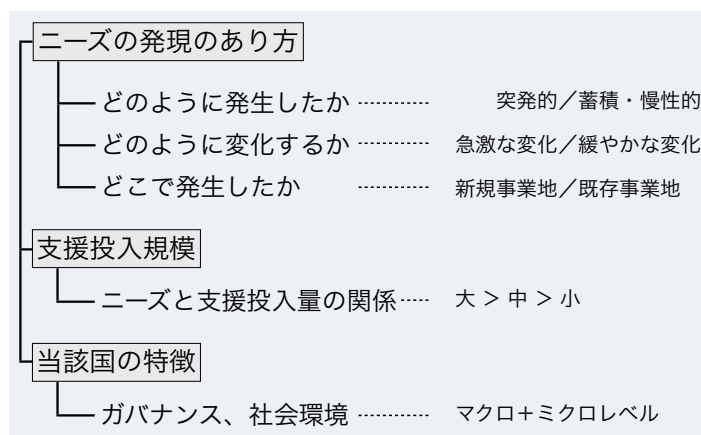 ニーズの発現のあり方
どのように発生したか 突発的／蓄積・慢性的
どのように変化するか 急激な変化／緩やかな変化
どこで発生したか 新規事業地／既存事業地
支援投入規模
ニーズと支援投入量の関係 大 ＞ 中 ＞ 小
当該国の特徴
ガバナンス、社会環境 マクロ＋ミクロレベル